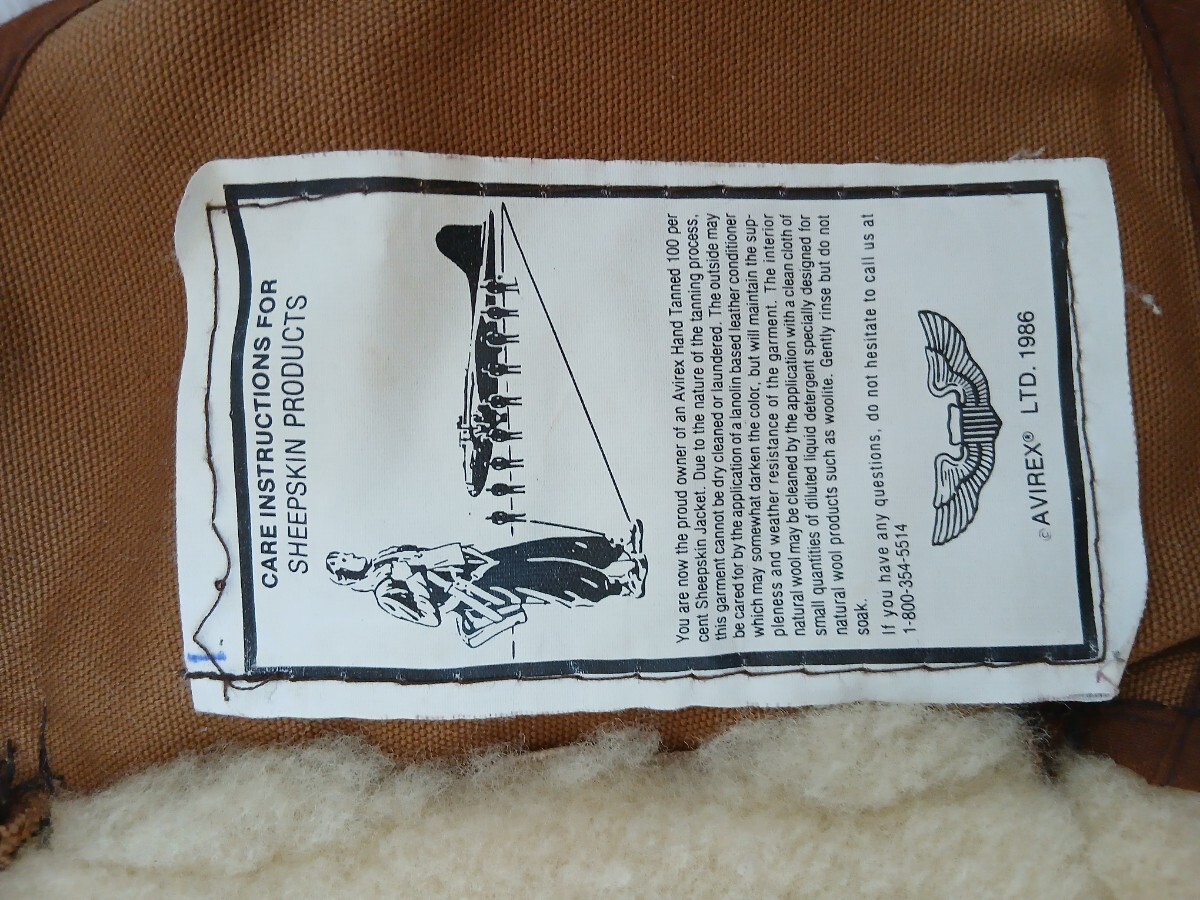 CARE INSTRUCTIONS FOR
SHEEPSKIN PRODUCTS
You are now the proud owner of an Avirex Hand Tanned 100 per
cent Sheepskin Jacket. Due to the nature of the tanning process,
this garment cannot be dry cleaned or laundered. The outside may
be cared for by the application of a lanolin based leather conditioner
which may somewhat darken the color, but will maintain the sup-
pleness and weather resistance of the garment. The interior
natural wool may be cleaned by the application with a clean cloth of
small quantities of diluted liquid detergent specially designed for
natural wool products such as woolite. Gently rinse but do not
soak.
If you have any questions, do not hesitate to call us at
1-800-354-5514
© AVIREX® LTD. 1986